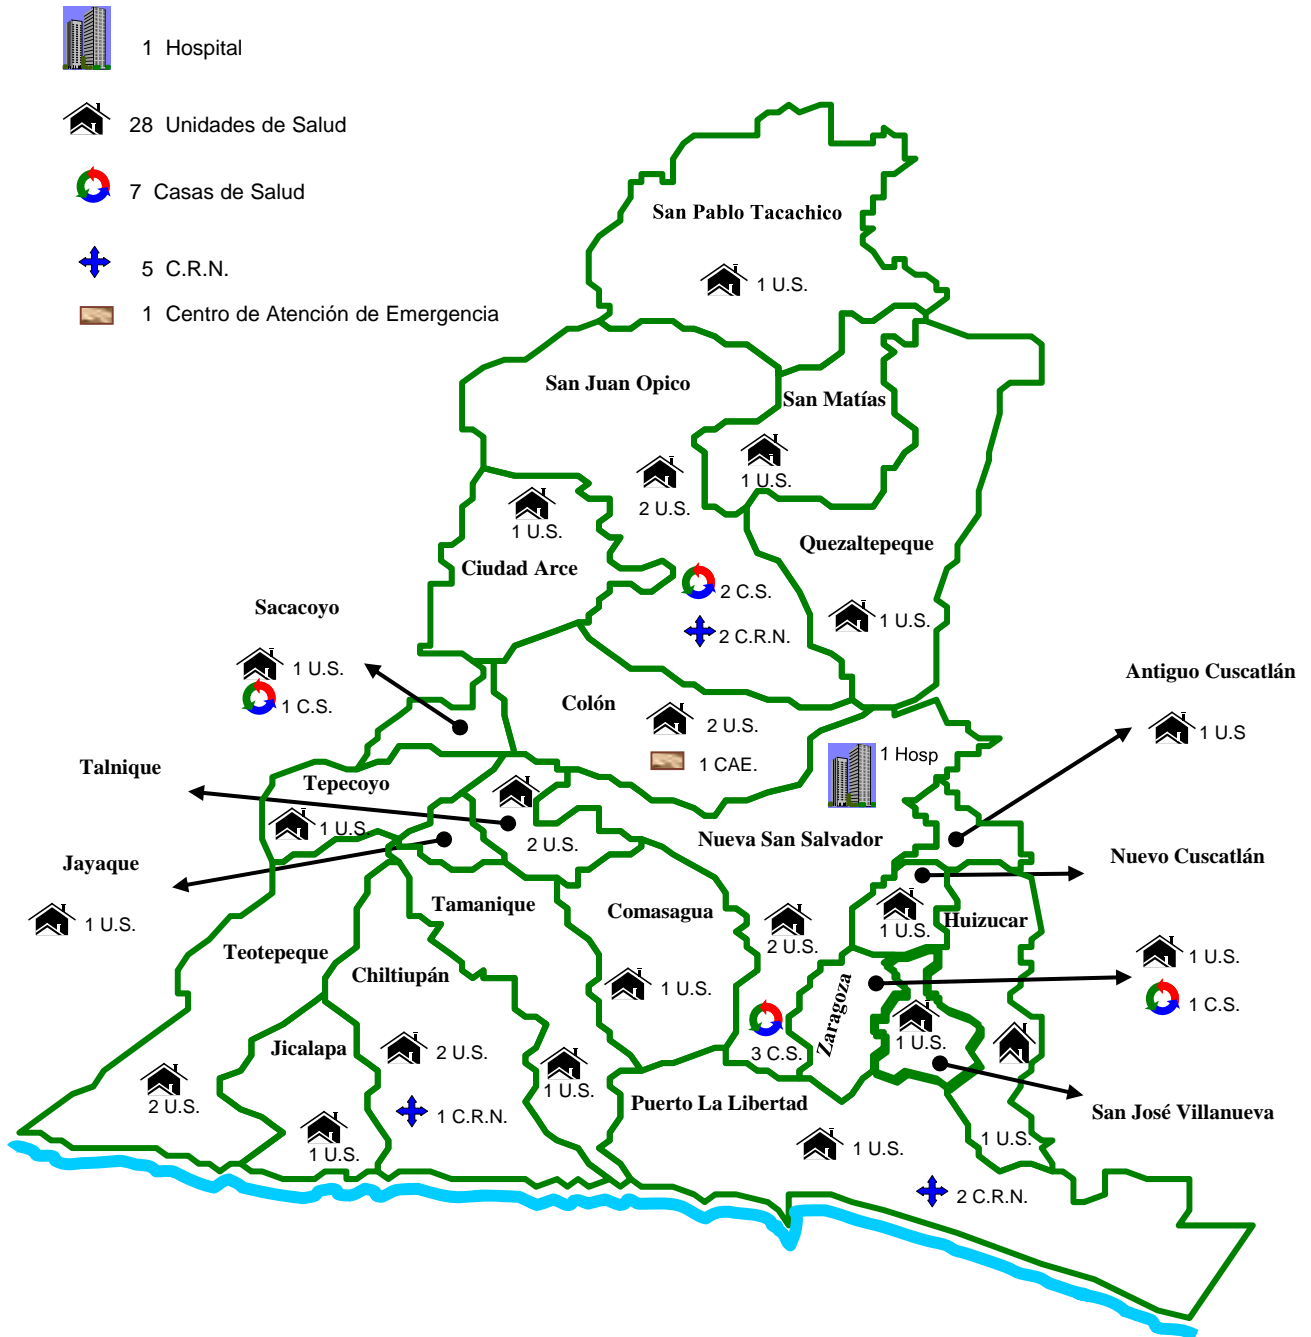 1 Hospital
28 Unidades de Salud
7 Casas de Salud
5 C.R.N.
1 Centro de Atención de Emergencia
San Pablo Tacachico
1 U.S.
San Juan Opico
San Matías
1 U.S.
2 U.S.
1 U.S.
Quezaltepeque
Ciudad Arce
2 C.S.
Sacacoyo
1 U.S.
2 C.R.N.
1 U.S.
1 C.S.
Antiguo Cuscatlán
Colón
2 U.S.
1 U.S
1 CAE.
1 Hosp
Talnique
Tepecoyo
1 U.S.
2 U.S.
Nueva San Salvador
Jayaque
Nuevo Cuscatlán
1 U.S.
Tamanique
Comasagua
2 U.S.
1 U.S.
Huizucar
Teotepeque
Chiltiupán
1 U.S.
1 U.S.
Zaragoza
1 C.S.
Jicalapa
2 U.S.
3 C.S.
1 U.S.
1 U.S.
2 U.S.
Puerto La Libertad
San José Villanueva
1 C.R.N.
1 U.S.
1 U.S.
1 U.S.
2 C.R.N.